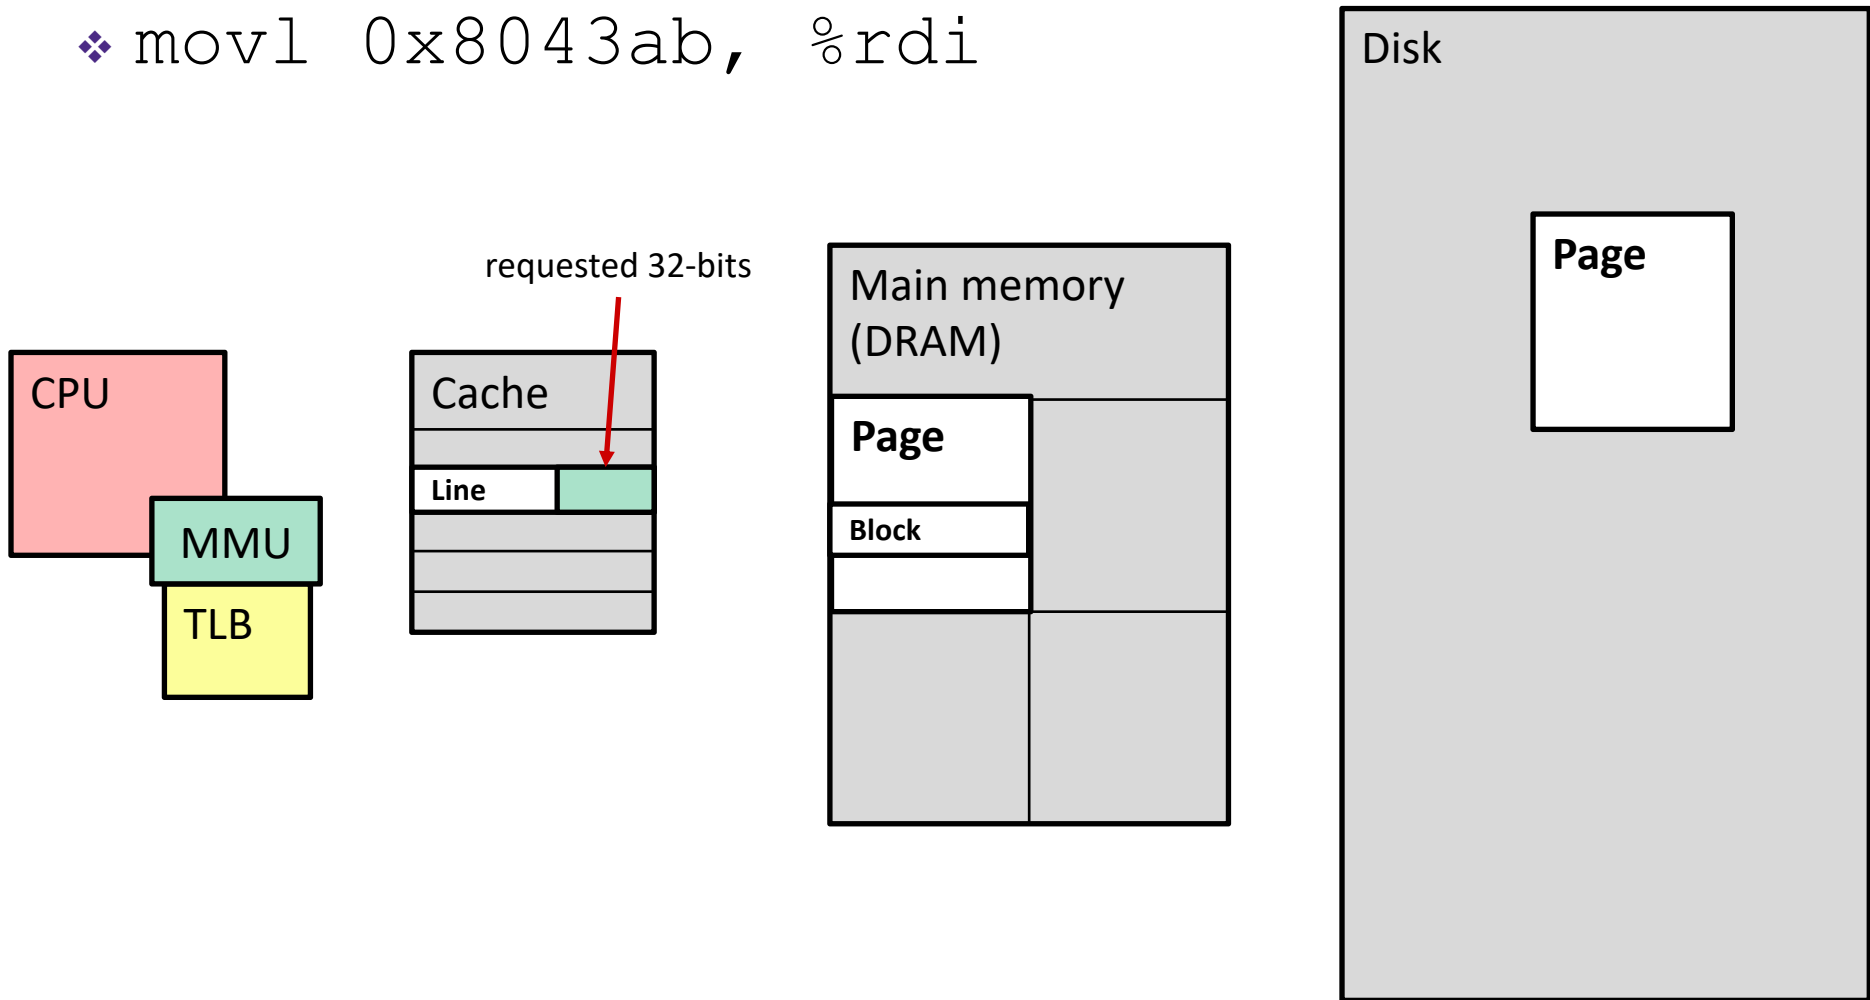 ❖ movl 0x8043ab, %rdi
Disk
Page
requested 32-bits
Main memory
(DRAM)
CPU
Cache
Page
Line
Block
MMU
TLB